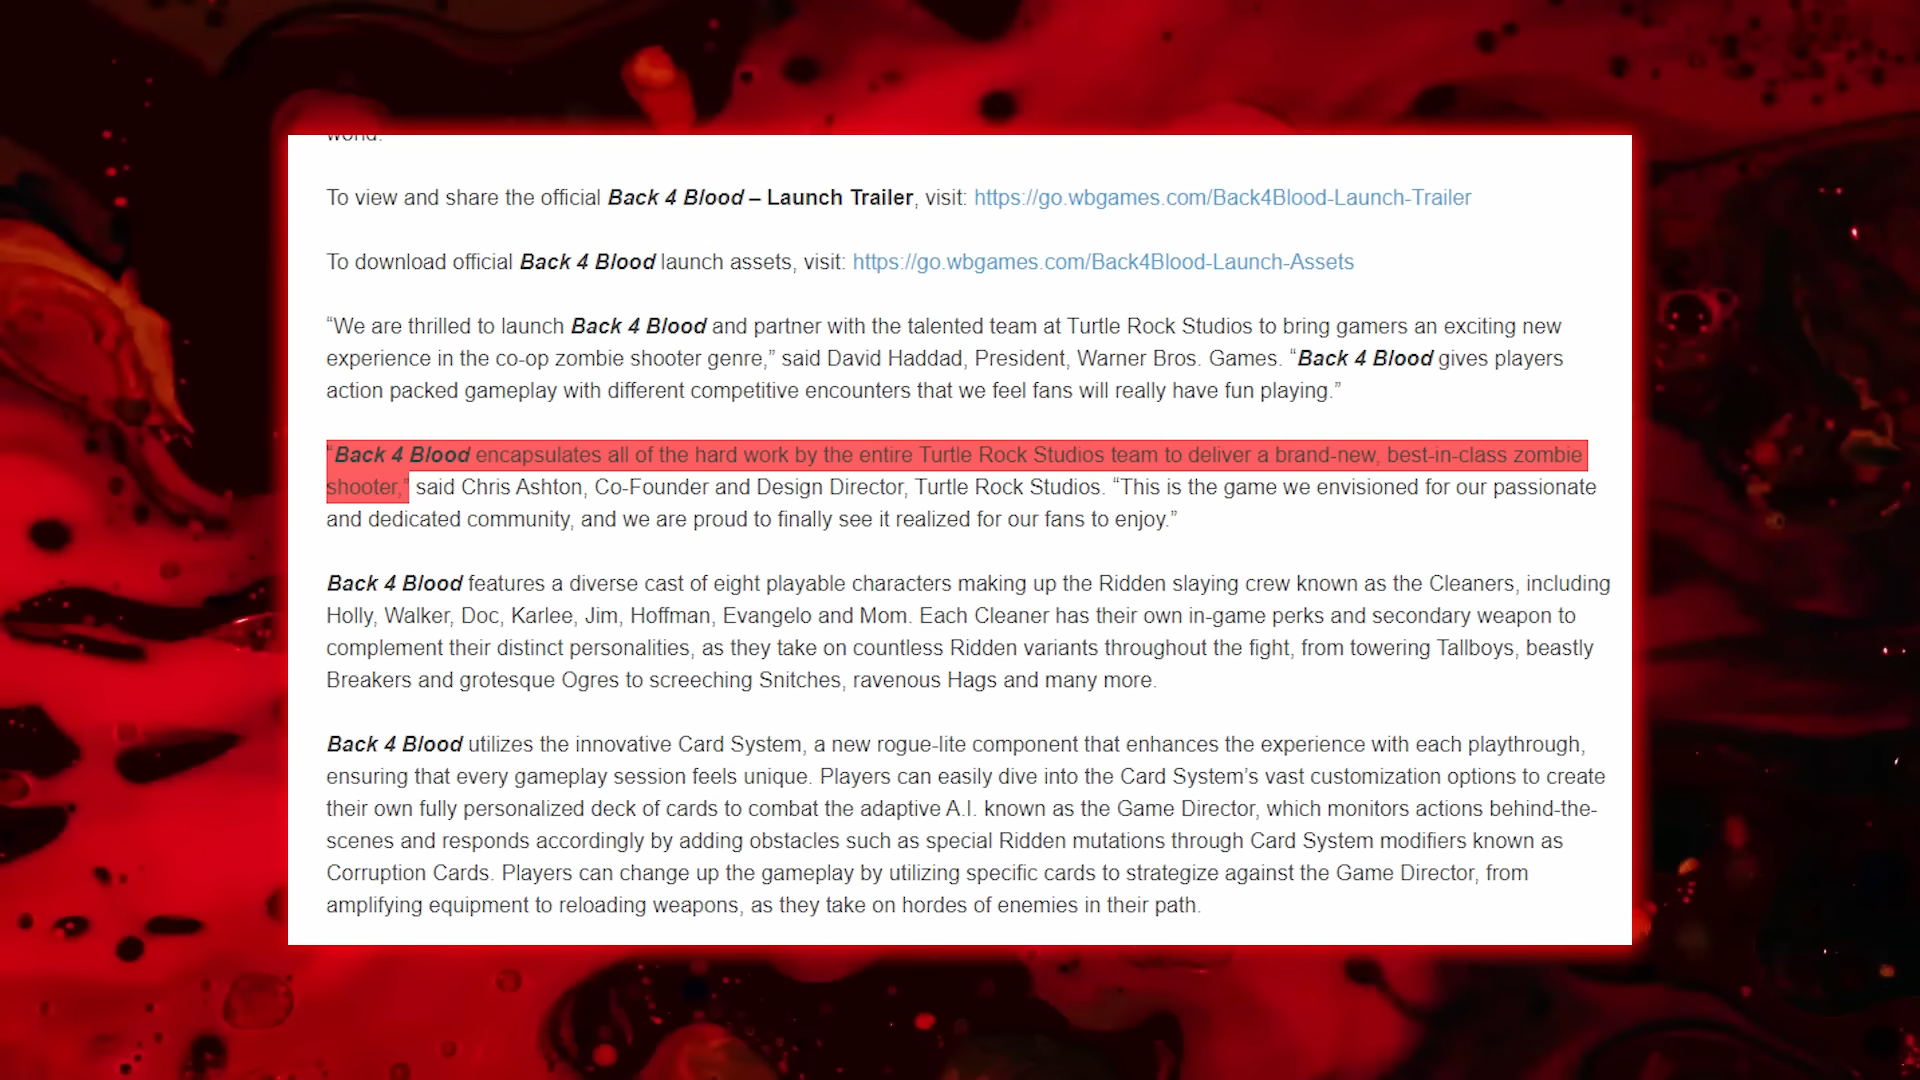 world.
To view and share the official Back 4 Blood – Launch Trailer, visit: https://go.wbgames.com/Back4Blood-Launch-Trailer
To download official Back 4 Blood launch assets, visit: https://go.wbgames.com/Back4Blood-Launch-Assets
“We are thrilled to launch Back 4 Blood and partner with the talented team at Turtle Rock Studios to bring gamers an exciting new
experience in the co-op zombie shooter genre,” said David Haddad, President, Warner Bros. Games. “Back 4 Blood gives players
action packed gameplay with different competitive encounters that we feel fans will really have fun playing.”
“Back 4 Blood encapsulates all of the hard work by the entire Turtle Rock Studios team to deliver a brand-new, best-in-class zombie
shooter,” said Chris Ashton, Co-Founder and Design Director, Turtle Rock Studios. “This is the game we envisioned for our passionate
and dedicated community, and we are proud to finally see it realized for our fans to enjoy.”
Back 4 Blood features a diverse cast of eight playable characters making up the Ridden slaying crew known as the Cleaners, including
Holly, Walker, Doc, Karlee, Jim, Hoffman, Evangelo and Mom. Each Cleaner has their own in-game perks and secondary weapon to
complement their distinct personalities, as they take on countless Ridden variants throughout the fight, from towering Tallboys, beastly
Breakers and grotesque Ogres to screeching Snitches, ravenous Hags and many more.
Back 4 Blood utilizes the innovative Card System, a new rogue-lite component that enhances the experience with each playthrough,
ensuring that every gameplay session feels unique. Players can easily dive into the Card System’s vast customization options to create
their own fully personalized deck of cards to combat the adaptive A.I. known as the Game Director, which monitors actions behind-the-
scenes and responds accordingly by adding obstacles such as special Ridden mutations through Card System modifiers known as
Corruption Cards. Players can change up the gameplay by utilizing specific cards to strategize against the Game Director, from
amplifying equipment to reloading weapons, as they take on hordes of enemies in their path.